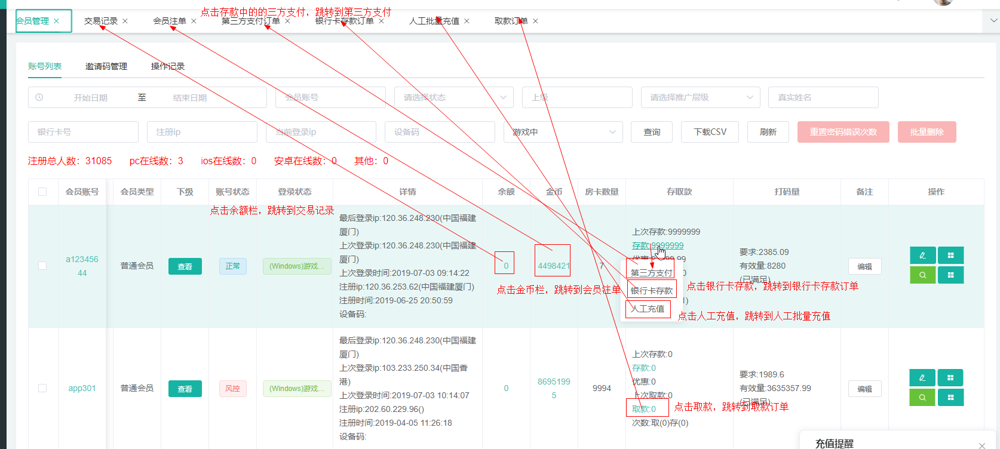 点击存款中的的三方支付，跳转到第三方支付
会员管理 × 交易记录 × 会员注单 × 第三方支付订单 × 银行卡存款订单 × 人工批量充值 × 取款订单 ×
账号列表 邀请码管理 操作记录
开始日期 至 结束日期 会员账号 请选择状态 上级 请选择推广层级 真实姓名
银行卡号 注册ip 当前登录ip 设备码 游戏中 查询 下载CSV 刷新 重置密码错误次数 批量删除
注册总人数：31085 pc在线数：3 ios在线数：0 安卓在线数：0 其他：0
会员账号 会员类型 下级 账号状态 登录状态 详情 余额 金币 房卡数量 存取款 打码量 备注 操作
点击余额栏，跳转到交易记录
a123456
44
普通会员
查看
正常
(Windows)游戏...
最后登录ip:120.36.248.230(中国福建
厦门)
上次登录ip:120.36.248.230(中国福建
厦门)
上次登录时间:2019-07-03 09:14:22
注册ip:120.36.253.62(中国福建厦门)
注册时间:2019-06-25 20:50:59
设备码:
0
4498421
7
点击金币栏，跳转到会员注单
上次存款:9999999
存款:9999999
第三方支付
银行卡存款
人工充值
点击银行卡存款，跳转到银行卡存款订单
点击人工充值，跳转到人工批量充值
要求:2385.09
有效量:8280
(已满足)
编辑
app301
普通会员
查看
风控
(Windows)游戏...
最后登录ip:120.36.248.230(中国福建
厦门)
上次登录ip:103.233.250.34(中国香
港)
上次登录时间:2019-07-03 10:14:07
注册ip:202.60.229.96()
注册时间:2019-04-05 11:26:18
设备码:
0
8695199
5
9994
上次存款:0
存款:0
优惠:0
上次取款:0
取款:0
次数:取(0)存(0)
点击取款，跳转到取款订单
要求:1989.6
有效量:3635357.99
(已满足)
编辑
充值提醒 ×